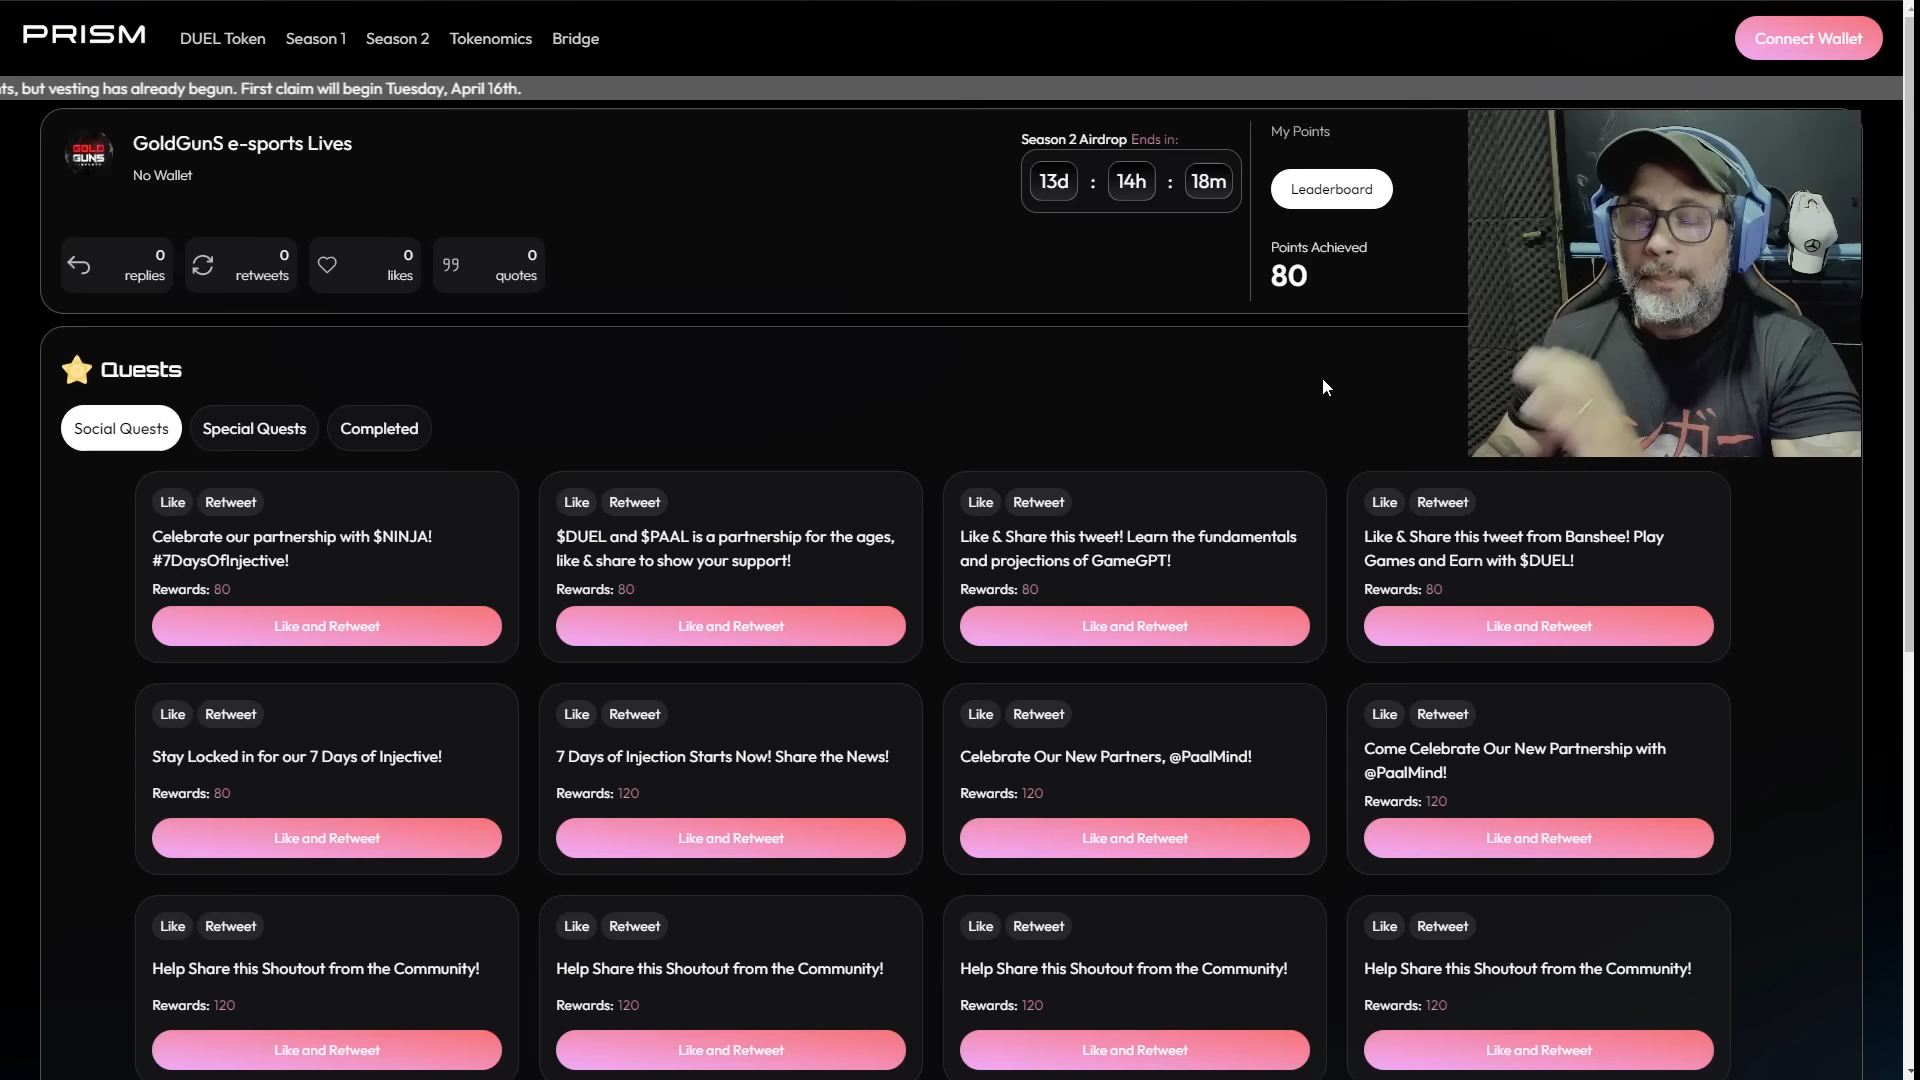 PRISM
DUEL Token
Season 1
Season 2
Tokenomics
Bridge
Connect Wallet
ts, but vesting has already begun. First claim will begin Tuesday, April 16th.
GOLD
GUNS
GoldGunS e-sports Lives
No Wallet
Season 2 Airdrop Ends in:
13d : 14h : 18m
My Points
Leaderboard
Points Achieved
80
0
replies
0
retweets
0
likes
0
quotes
Quests
Social Quests
Special Quests
Completed
Like Retweet
Celebrate our partnership with $NINJA!
#7DaysOfInjective!
Rewards: 80
Like and Retweet
Like Retweet
$DUEL and $PAAL is a partnership for the ages,
like & share to show your support!
Rewards: 80
Like and Retweet
Like Retweet
Like & Share this tweet! Learn the fundamentals
and projections of GameGPT!
Rewards: 80
Like and Retweet
Like Retweet
Like & Share this tweet from Banshee! Play
Games and Earn with $DUEL!
Rewards: 80
Like and Retweet
Like Retweet
Stay Locked in for our 7 Days of Injective!
Rewards: 80
Like and Retweet
Like Retweet
7 Days of Injection Starts Now! Share the News!
Rewards: 120
Like and Retweet
Like Retweet
Celebrate Our New Partners, @PaalMind!
Rewards: 120
Like and Retweet
Like Retweet
Come Celebrate Our New Partnership with
@PaalMind!
Rewards: 120
Like and Retweet
Like Retweet
Help Share this Shoutout from the Community!
Rewards: 120
Like and Retweet
Like Retweet
Help Share this Shoutout from the Community!
Rewards: 120
Like and Retweet
Like Retweet
Help Share this Shoutout from the Community!
Rewards: 120
Like and Retweet
Like Retweet
Help Share this Shoutout from the Community!
Rewards: 120
Like and Retweet